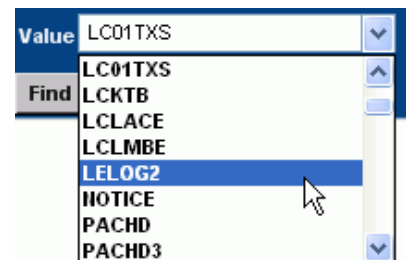 Value LC01TXS
LC01TXS
Find LCKTB
LCLACE
LCLMBE
LELOG2
NOTICE
PACHD
PACHD3